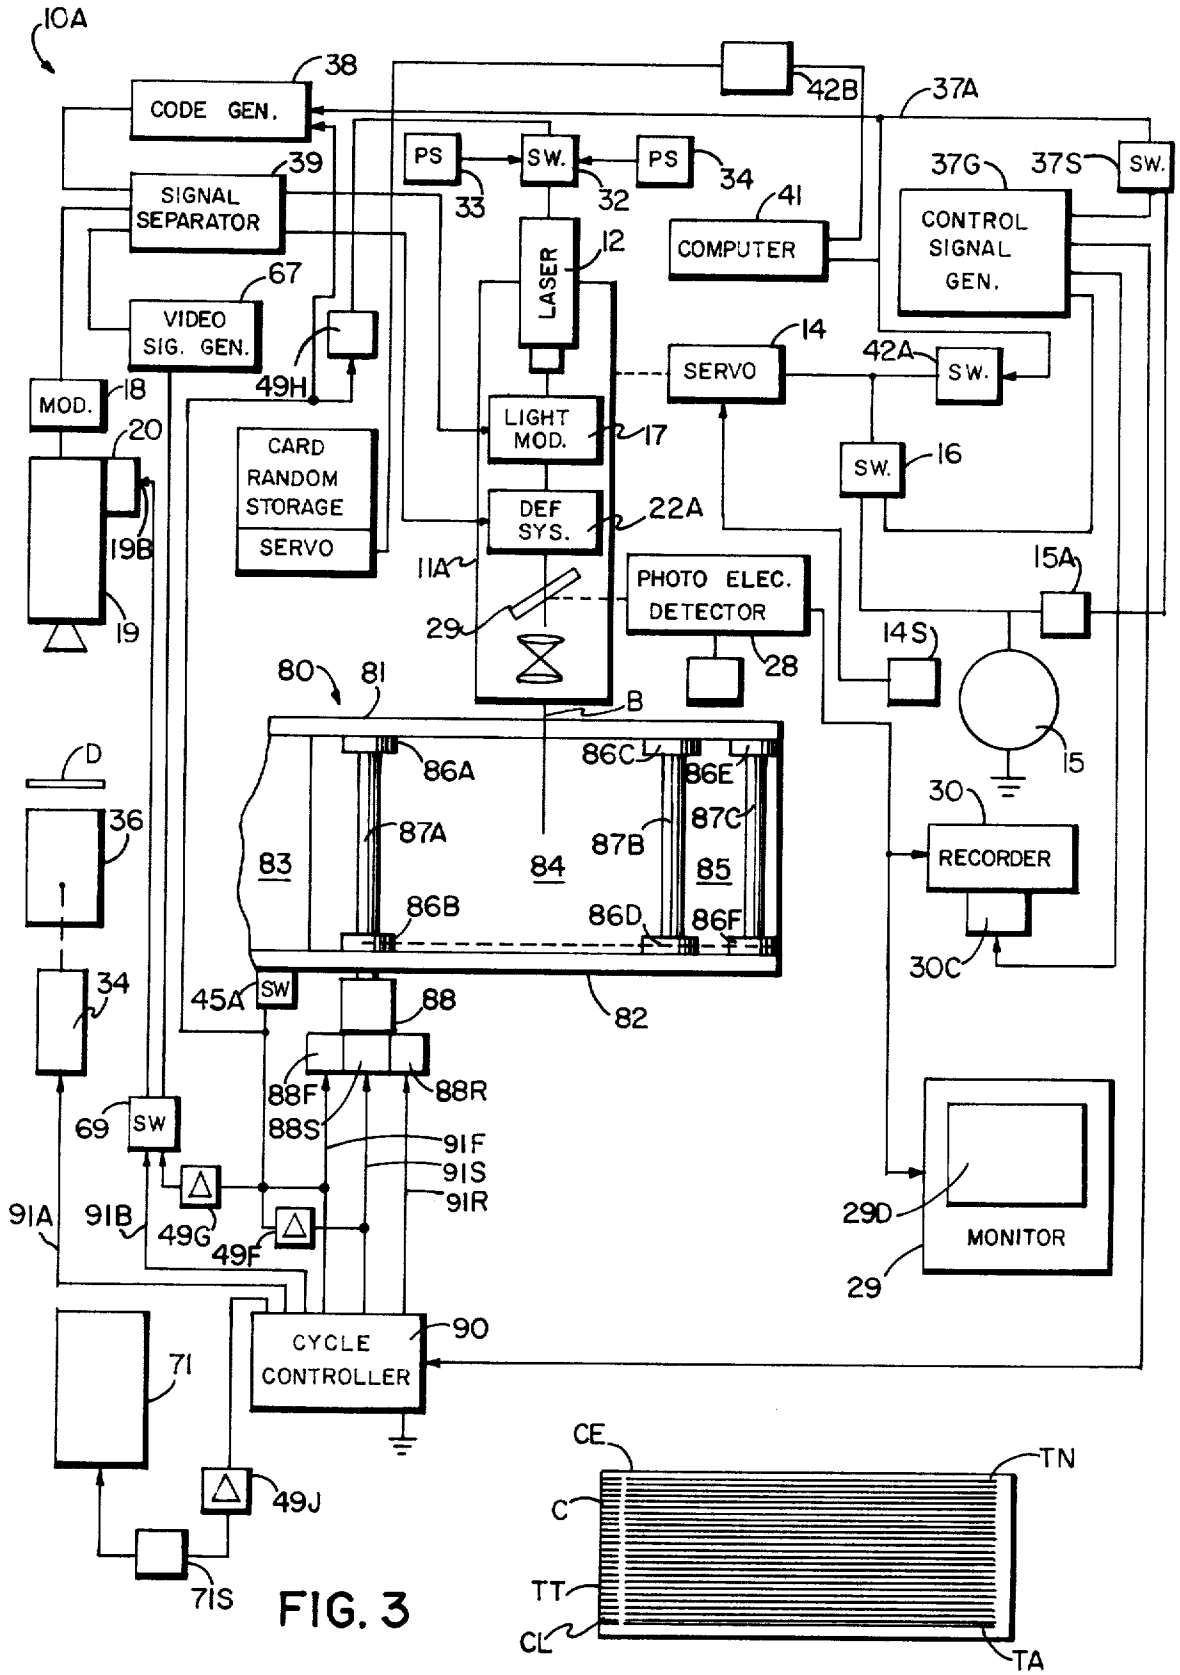 10A
38
CODE GEN.
42B
37A
PS
33
SW.
32
PS
34
37G
37S
SW.
39
SIGNAL
SEPARATOR
41
COMPUTER
CONTROL
SIGNAL
GEN.
12
LASER
67
VIDEO
SIG. GEN.
49H
14
SERVO
42A
SW.
18
MOD.
20
LIGHT
MOD.
17
SW.
16
CARD
RANDOM
STORAGE
SERVO
DEF
SYS.
22A
19B
11A
15A
PHOTO ELEC.
DETECTOR
29
19
28
14S
80
81
B
15
D
86A
86C
86E
36
87A
87B
87C
30
RECORDER
83
84
85
86B
86D
86F
30C
34
45A
SW
88
82
88F
88S
88R
69
SW
91F
91S
91R
91A
91B
49G
49F
29D
MONITOR
29
CYCLE
CONTROLLER
90
71
49J
71S
CE
TN
C
TT
CL
TA
FIG. 3